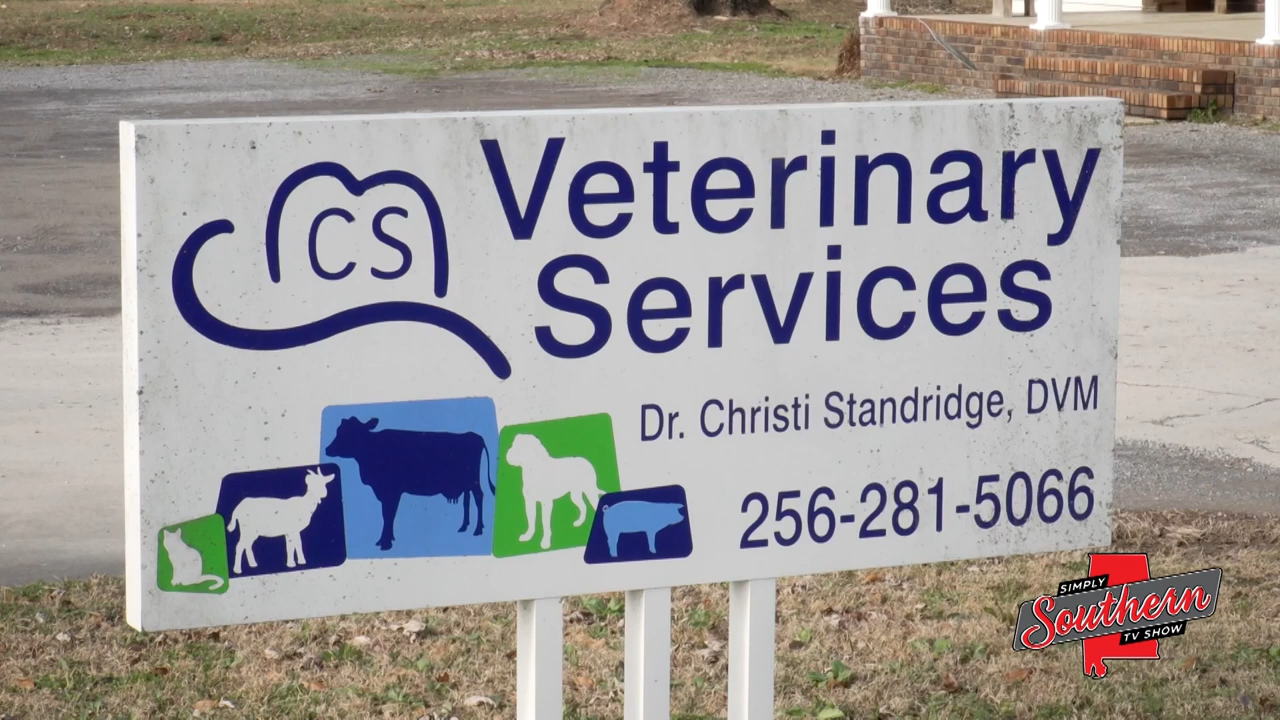 CS
Veterinary
Services
Dr. Christi Standridge, DVM
256-281-5066
SIMPLY
Southern
TV SHOW